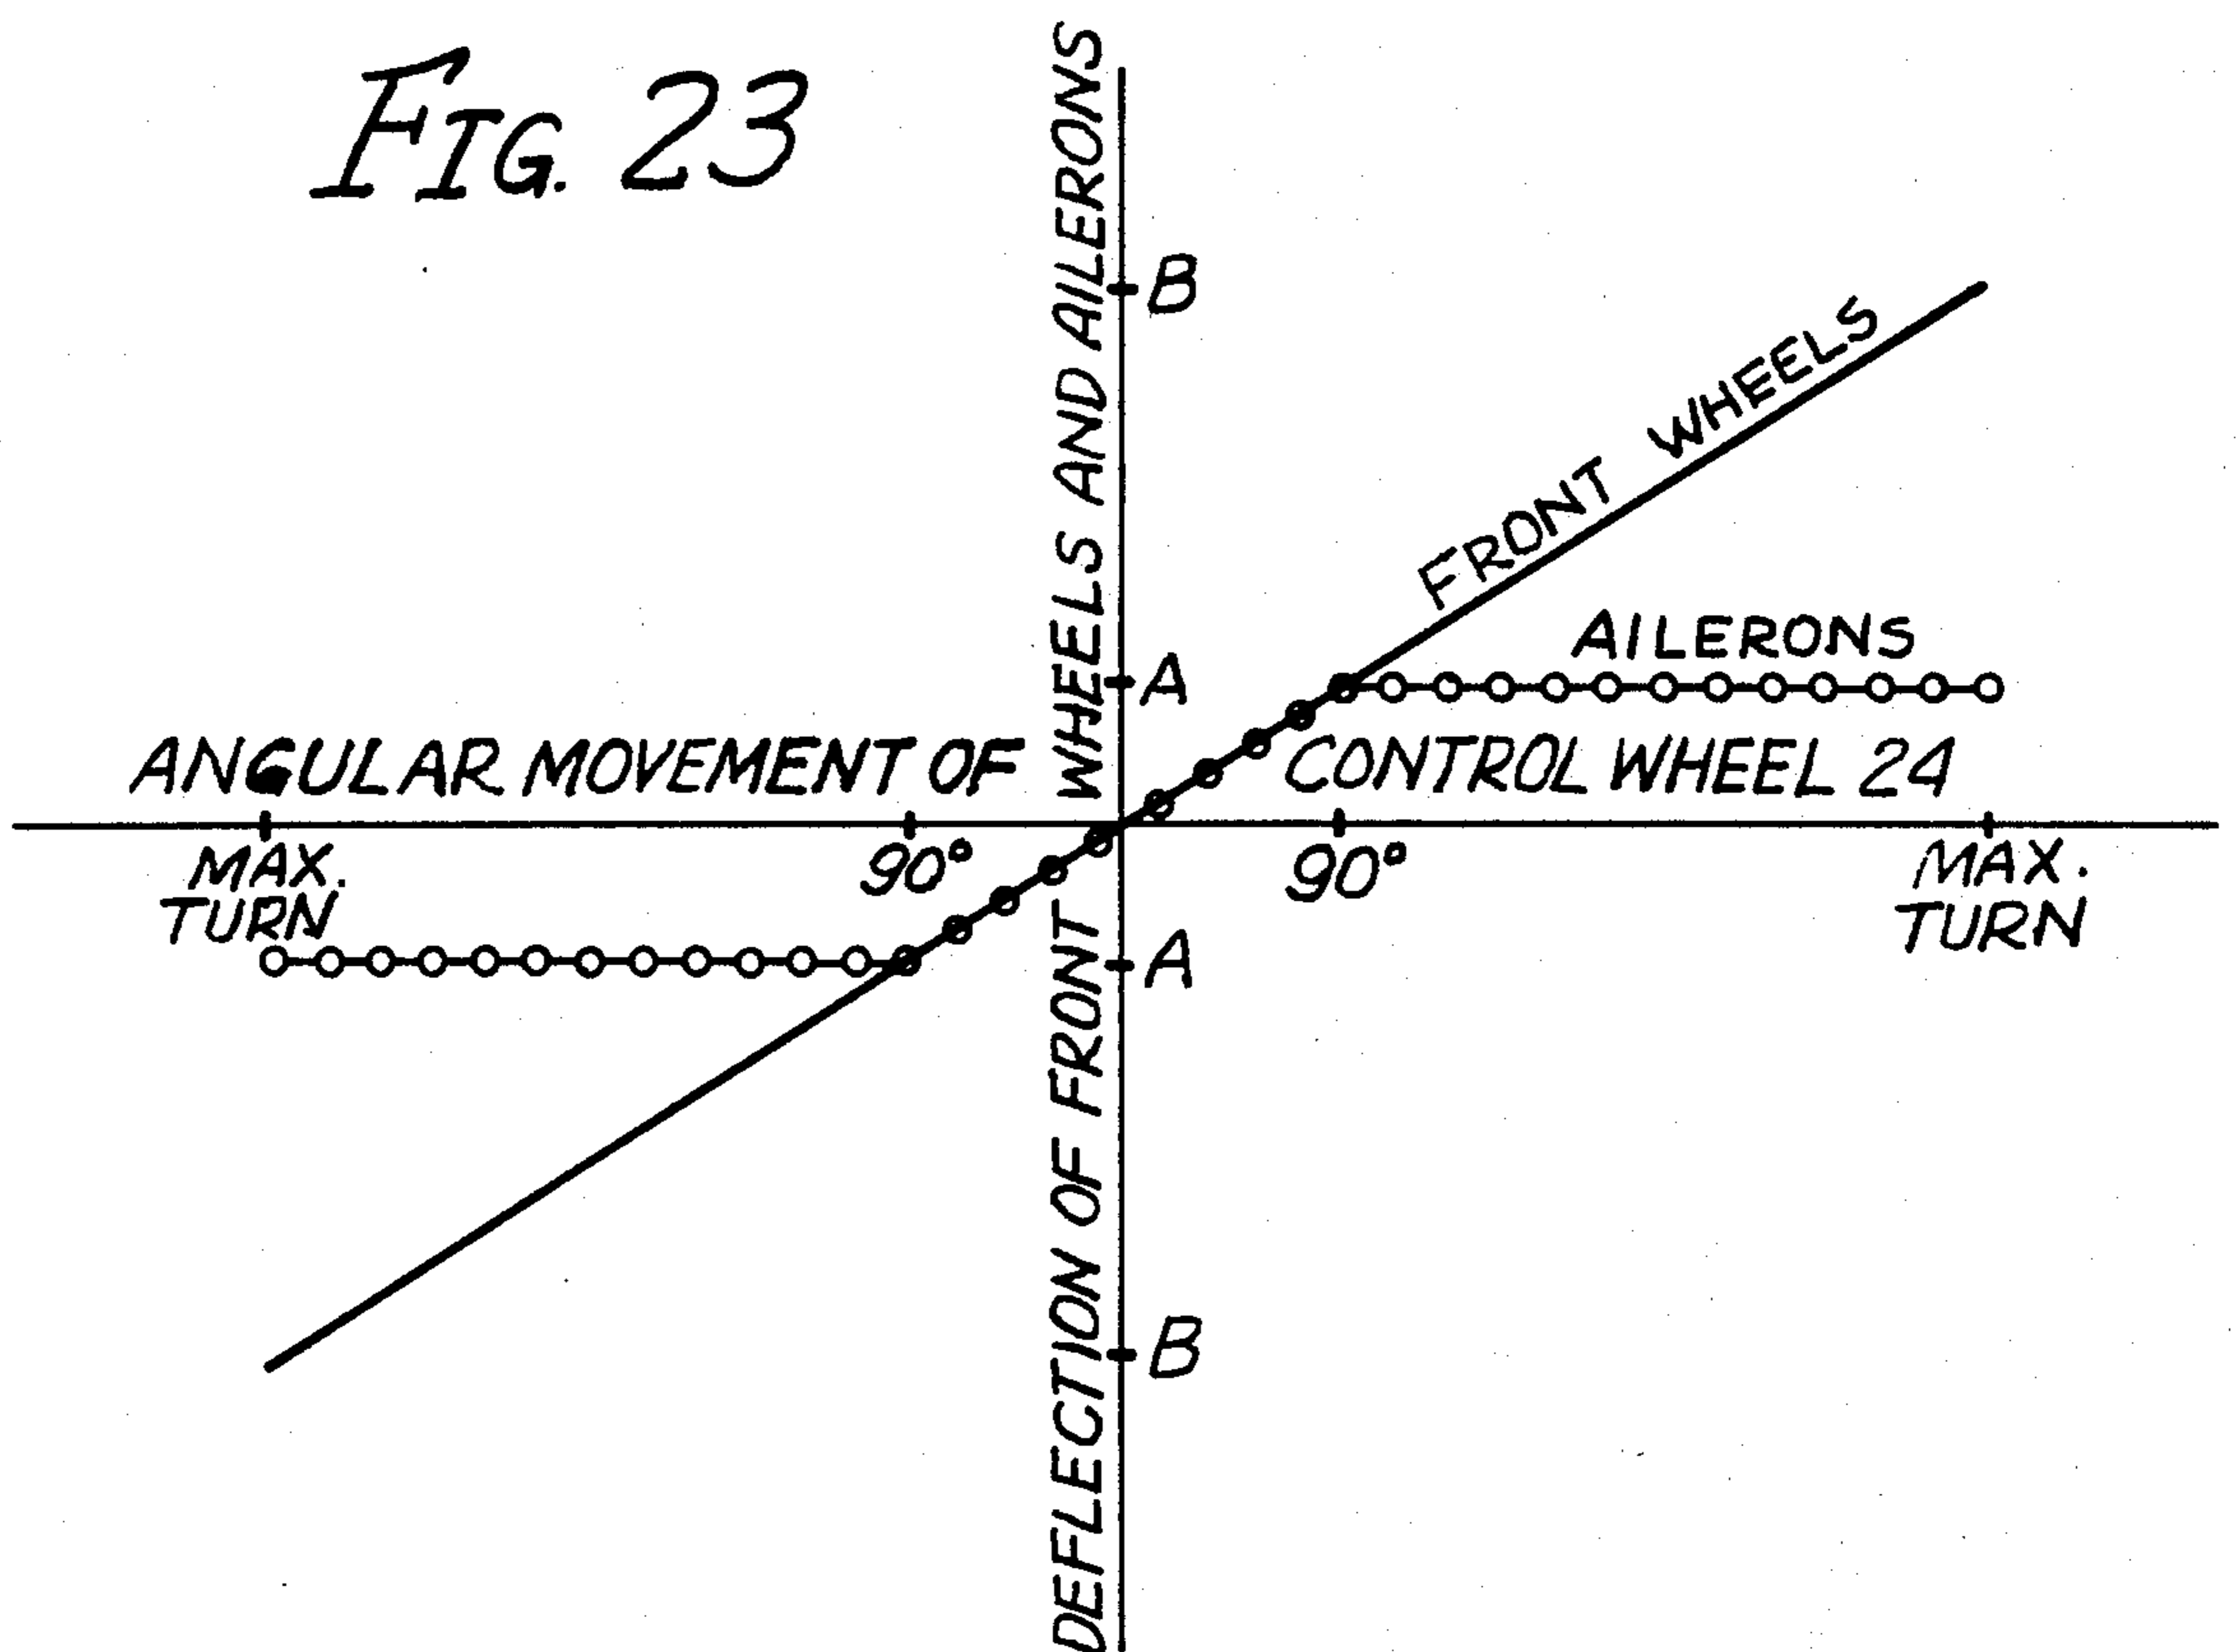 FIG. 23
DEFLECTION OF FRONT WHEELS AND AILERONS
B
FRONT WHEELS
AILERONS
A
ANGULAR MOVEMENT OF CONTROL WHEEL 24
MAX.
TURN
90°
90°
MAX.
TURN
A
B